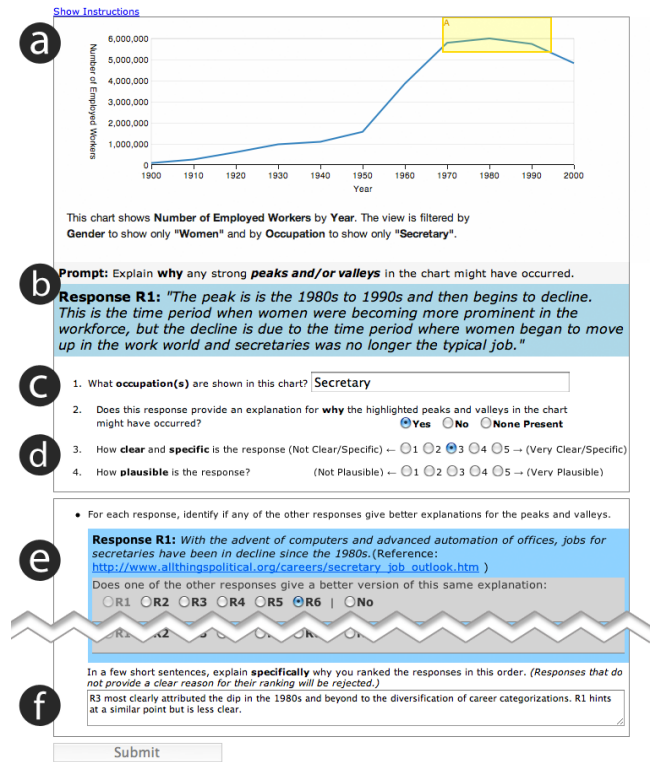 Show Instructions
a
A
6,000,000
5,000,000
4,000,000
3,000,000
2,000,000
1,000,000
0
Number of Employed Workers
1900 1910 1920 1930 1940 1950 1960 1970 1980 1990 2000
Year
This chart shows Number of Employed Workers by Year. The view is filtered by
Gender to show only "Women" and by Occupation to show only "Secretary".
b
Prompt: Explain why any strong peaks and/or valleys in the chart might have occurred.
Response R1: "The peak is is the 1980s to 1990s and then begins to decline.
This is the time period when women were becoming more prominent in the
workforce, but the decline is due to the time period where women began to move
up in the work world and secretaries was no longer the typical job."
c
1. What occupation(s) are shown in this chart? Secretary
2. Does this response provide an explanation for why the highlighted peaks and valleys in the chart
might have occurred? Yes No None Present
d
3. How clear and specific is the response (Not Clear/Specific) ← 1 2 3 4 5 → (Very Clear/Specific)
4. How plausible is the response? (Not Plausible) ← 1 2 3 4 5 → (Very Plausible)
• For each response, identify if any of the other responses give better explanations for the peaks and valleys.
e
Response R1: With the advent of computers and advanced automation of offices, jobs for
secretaries have been in decline since the 1980s.(Reference:
http://www.allthingspolitical.org/careers/secretary_job_outlook.htm )
Does one of the other responses give a better version of this same explanation:
R1 R2 R3 R4 R5 R6 | No
In a few short sentences, explain specifically why you ranked the responses in this order. (Responses that do
not provide a clear reason for their ranking will be rejected.)
f
R3 most clearly attributed the dip in the 1980s and beyond to the diversification of career categorizations. R1 hints
at a similar point but is less clear.
Submit